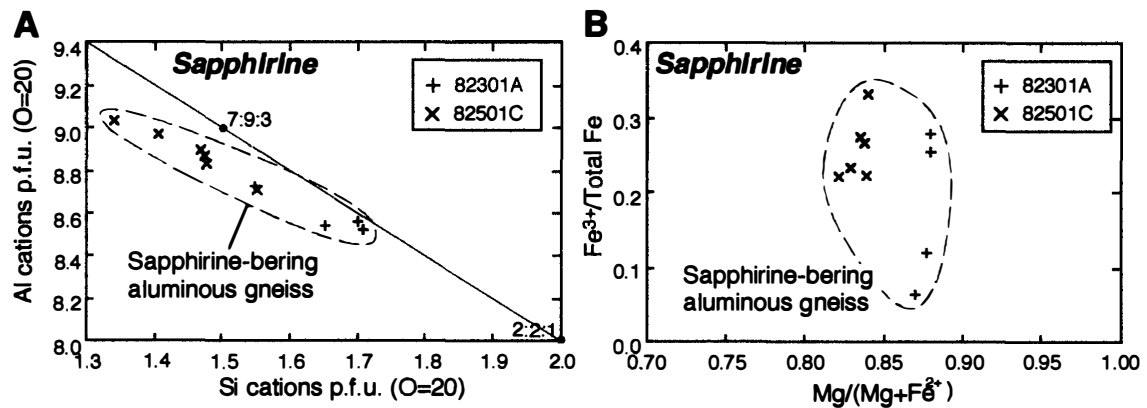 A
Sapphirine
+ 82301A
× 82501C
7:9:3
2:2:1
Sapphirine-bering
aluminous gneiss
Al cations p.f.u. (O=20)
9.4
9.2
9.0
8.8
8.6
8.4
8.2
8.0
1.3 1.4 1.5 1.6 1.7 1.8 1.9 2.0
Si cations p.f.u. (O=20)
B
Sapphirine
+ 82301A
× 82501C
Sapphirine-bering
aluminous gneiss
Fe3+/Total Fe
0.4
0.3
0.2
0.1
0.0
0.70 0.75 0.80 0.85 0.90 0.95 1.00
Mg/(Mg+Fe2+)